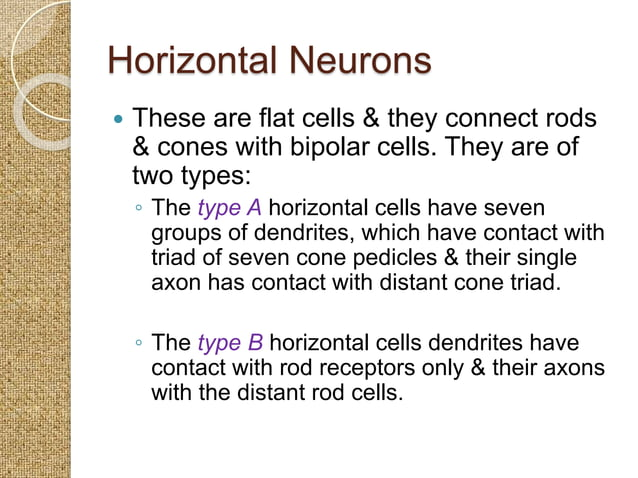 Horizontal Neurons
• These are flat cells & they connect rods
& cones with bipolar cells. They are of
two types:
◦ The type A horizontal cells have seven
groups of dendrites, which have contact with
triad of seven cone pedicles & their single
axon has contact with distant cone triad.
◦ The type B horizontal cells dendrites have
contact with rod receptors only & their axons
with the distant rod cells.